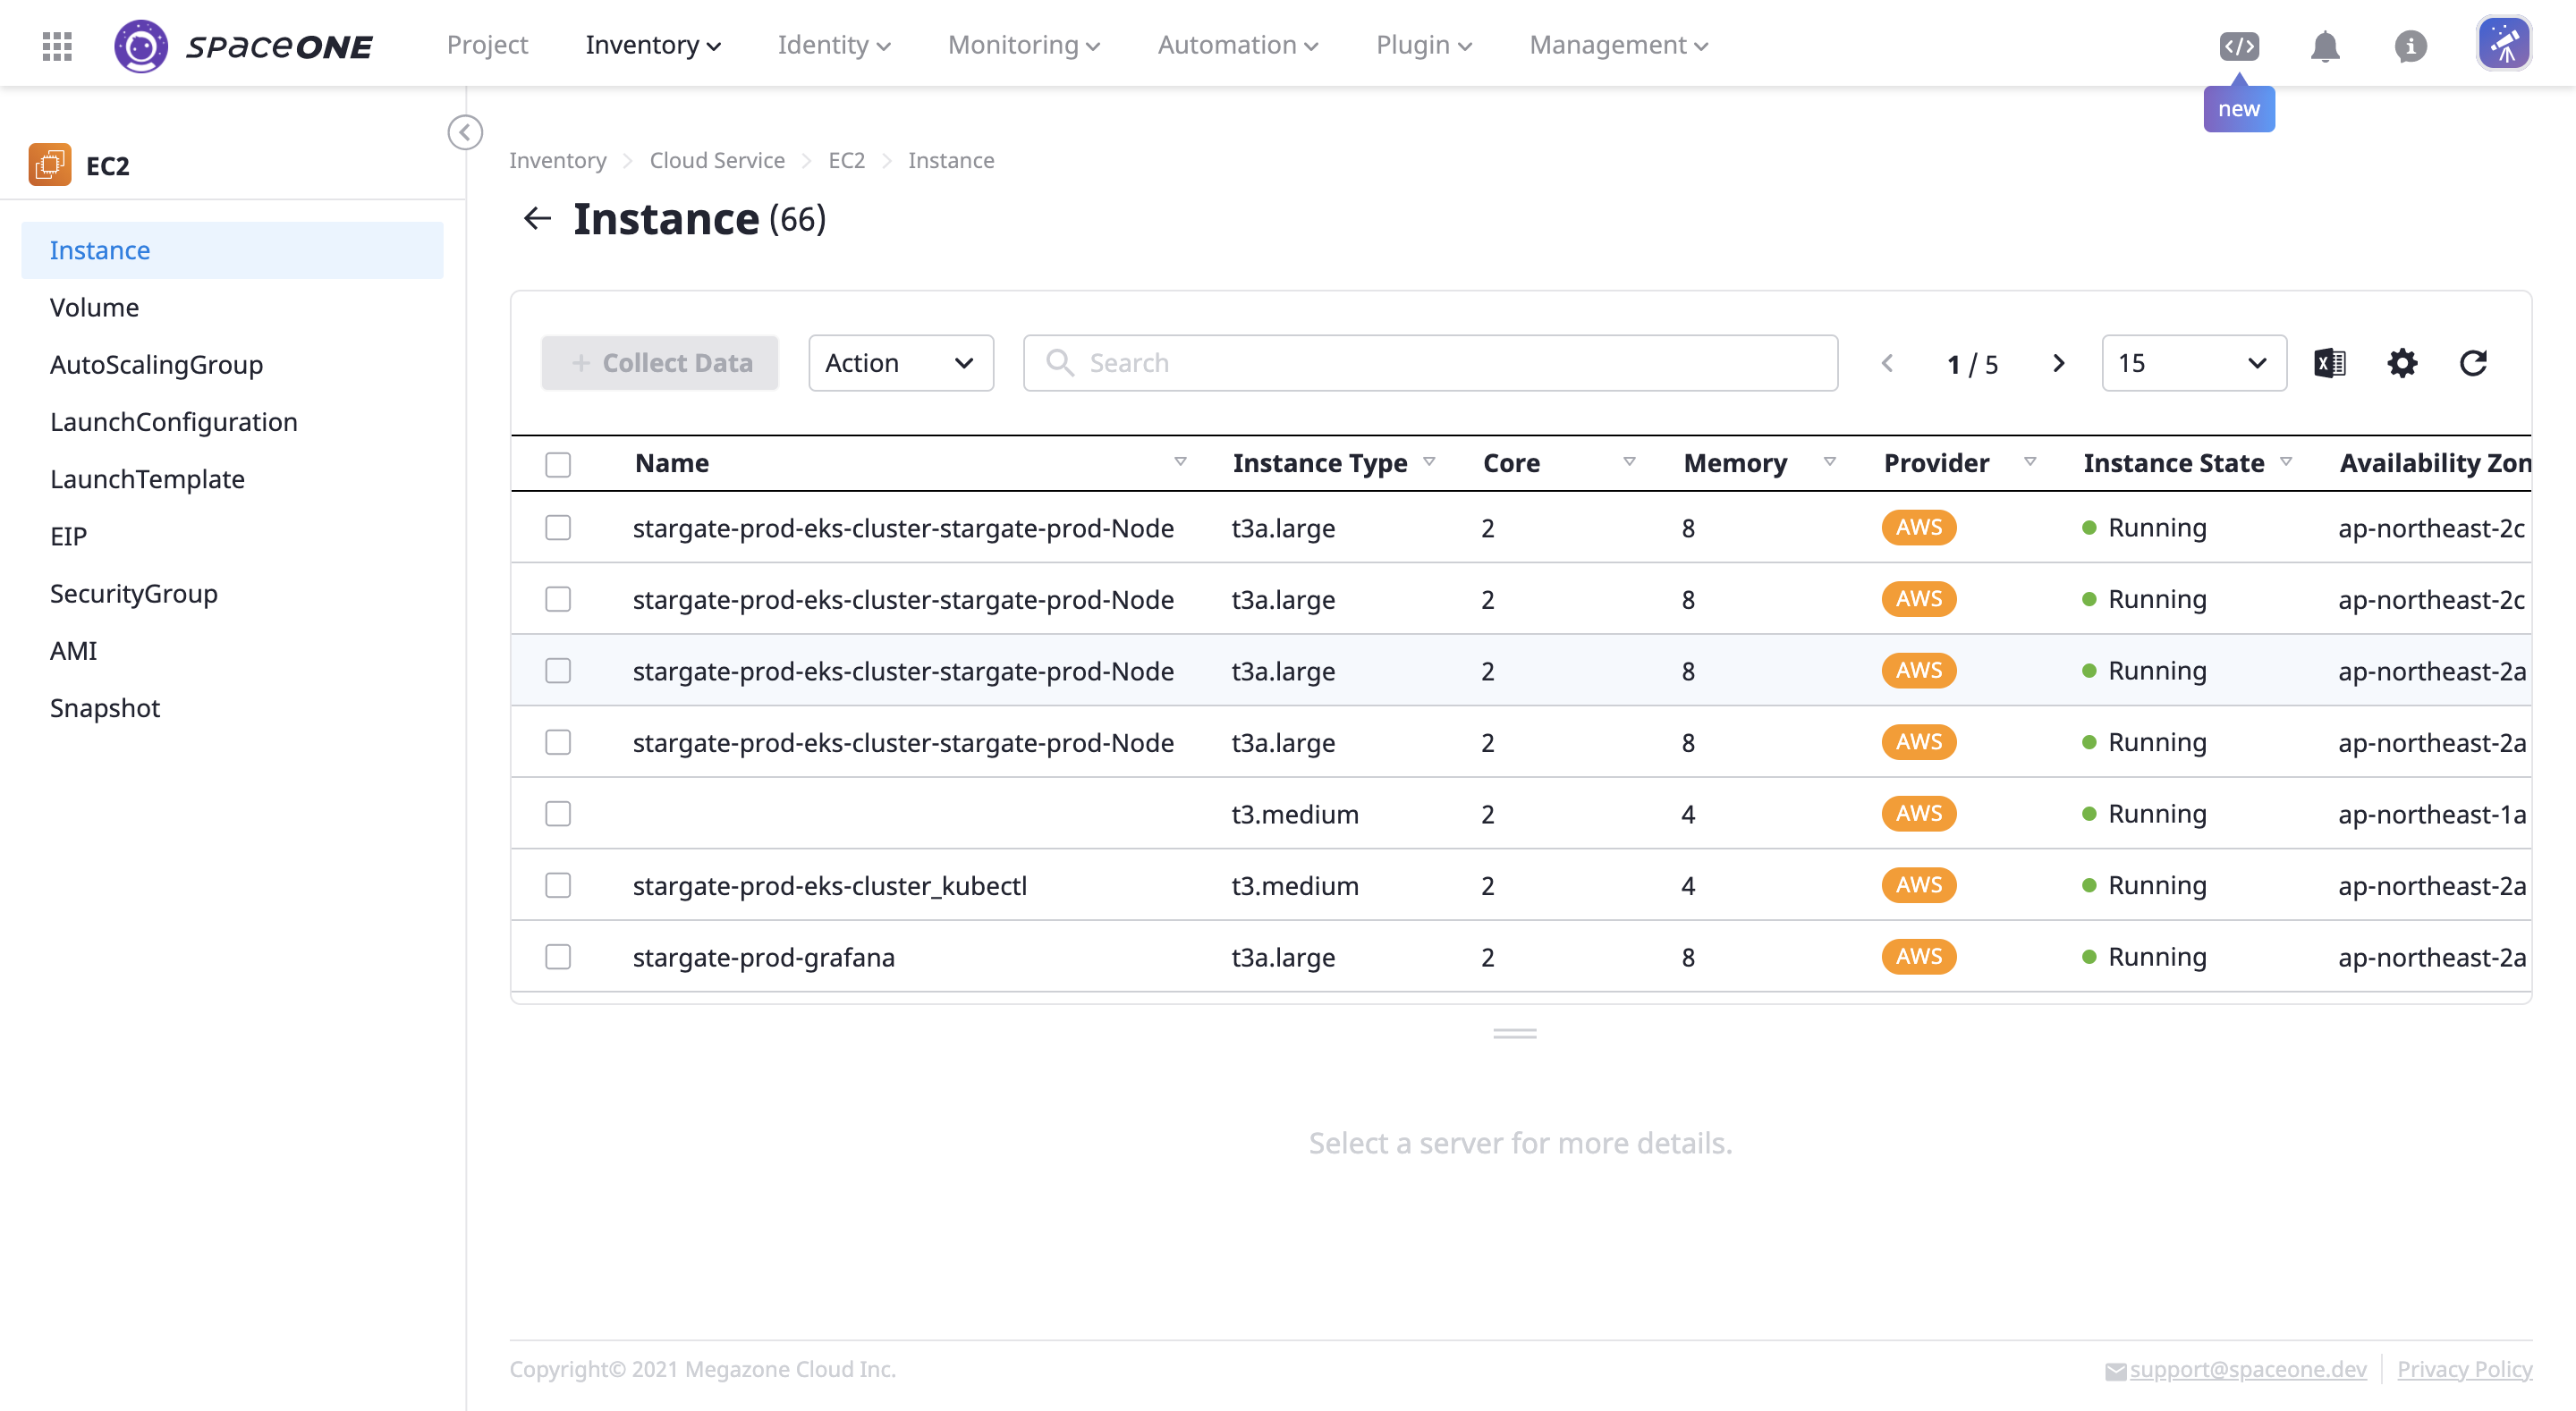 spaceONE Project Inventory Identity Monitoring Automation Plugin Management
new
EC2
Instance
Volume
AutoScalingGroup
LaunchConfiguration
LaunchTemplate
EIP
SecurityGroup
AMI
Snapshot
Inventory Cloud Service EC2 Instance
Instance (66)
+ Collect Data Action Search 1 / 5 15
Name Instance Type Core Memory Provider Instance State Availability Zon
stargate-prod-eks-cluster-stargate-prod-Node t3a.large 2 8 AWS Running ap-northeast-2c
stargate-prod-eks-cluster-stargate-prod-Node t3a.large 2 8 AWS Running ap-northeast-2c
stargate-prod-eks-cluster-stargate-prod-Node t3a.large 2 8 AWS Running ap-northeast-2a
stargate-prod-eks-cluster-stargate-prod-Node t3a.large 2 8 AWS Running ap-northeast-2a
t3.medium 2 4 AWS Running ap-northeast-1a
stargate-prod-eks-cluster_kubectl t3.medium 2 4 AWS Running ap-northeast-2a
stargate-prod-grafana t3a.large 2 8 AWS Running ap-northeast-2a
Select a server for more details.
Copyright© 2021 Megazone Cloud Inc. support@spaceone.dev Privacy Policy